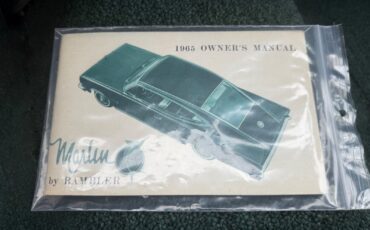 1965 OWNER'S MANUAL
Marlin
by RAMBLER